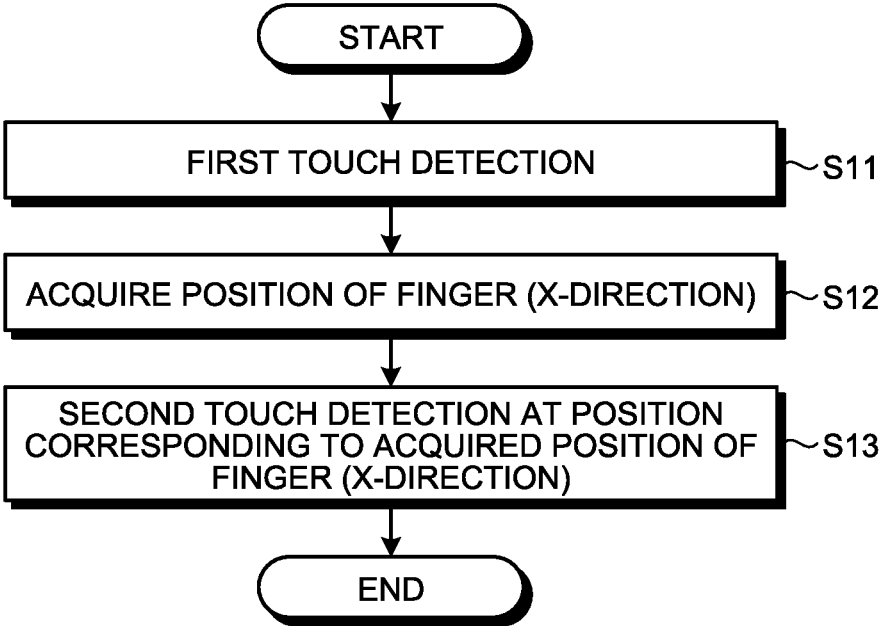 START
FIRST TOUCH DETECTION
S11
ACQUIRE POSITION OF FINGER (X-DIRECTION)
S12
SECOND TOUCH DETECTION AT POSITION
CORRESPONDING TO ACQUIRED POSITION OF
FINGER (X-DIRECTION)
S13
END